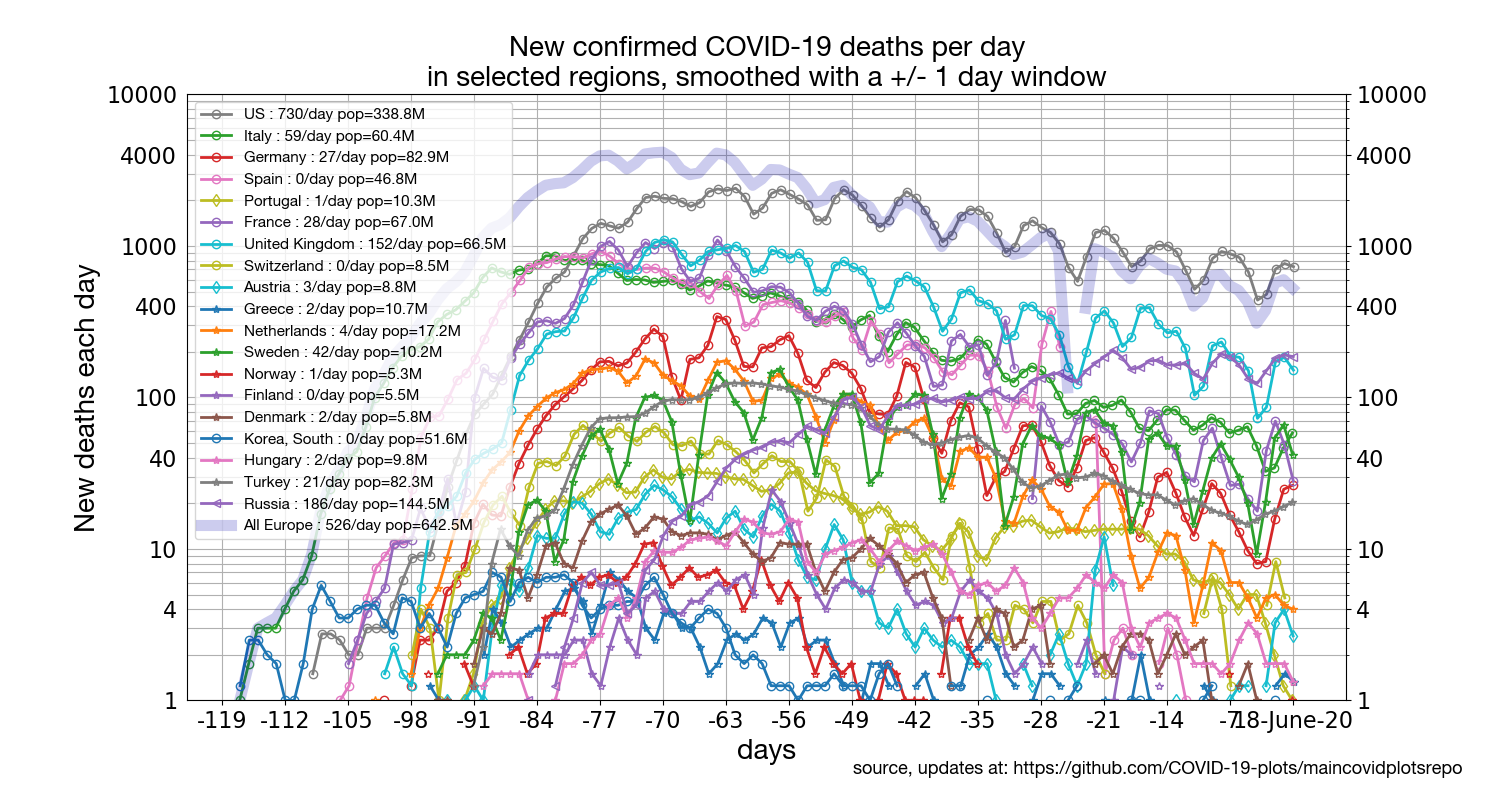 New confirmed COVID-19 deaths per day
in selected regions, smoothed with a +/- 1 day window
New deaths each day
10000
4000
1000
400
100
40
10
4
1
US : 730/day pop=338.8M
Italy : 59/day pop=60.4M
Germany : 27/day pop=82.9M
Spain : 0/day pop=46.8M
Portugal : 1/day pop=10.3M
France : 28/day pop=67.0M
United Kingdom : 152/day pop=66.5M
Switzerland : 0/day pop=8.5M
Austria : 3/day pop=8.8M
Greece : 2/day pop=10.7M
Netherlands : 4/day pop=17.2M
Sweden : 42/day pop=10.2M
Norway : 1/day pop=5.3M
Finland : 0/day pop=5.5M
Denmark : 2/day pop=5.8M
Korea, South : 0/day pop=51.6M
Hungary : 2/day pop=9.8M
Turkey : 21/day pop=82.3M
Russia : 186/day pop=144.5M
All Europe : 526/day pop=642.5M
10000
4000
1000
400
100
40
10
4
1
-119 -112 -105 -98 -91 -84 -77 -70 -63 -56 -49 -42 -35 -28 -21 -14 -7 18-June-20
days
source, updates at: https://github.com/COVID-19-plots/maincovidplotsrepo